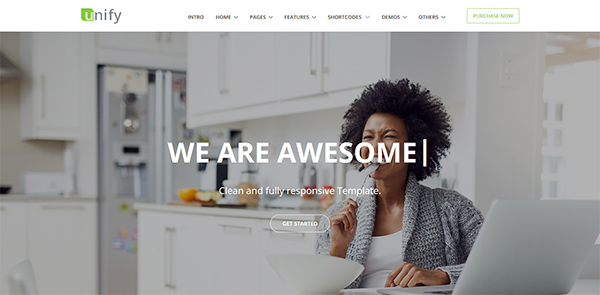 unify
INTRO HOME PAGES FEATURES SHORTCODES DEMOS OTHERS PURCHASE NOW
WE ARE AWESOME|
Clean and fully responsive Template.
GET STARTED